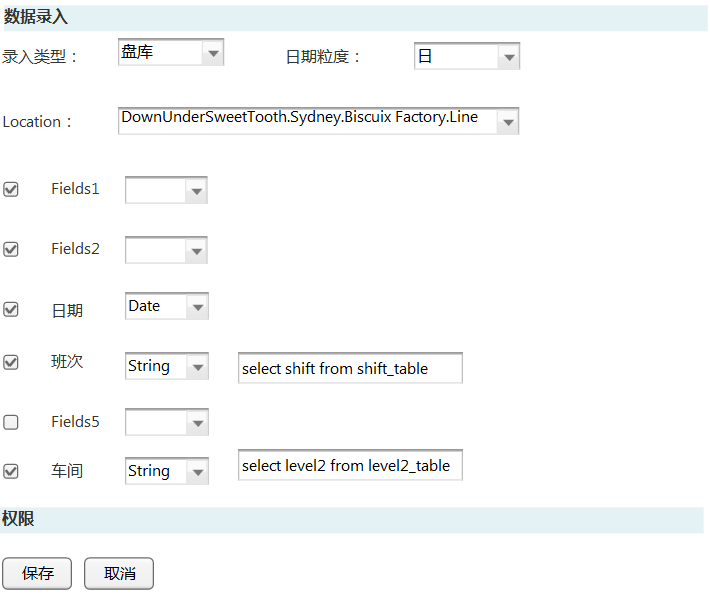 数据录入
录入类型： 盘库 日期粒度： 日
Location： DownUnderSweetTooth.Sydney.Biscuix Factory.Line
Fields1
Fields2
日期 Date
班次 String select shift from shift_table
Fields5
车间 String select level2 from level2_table
权限
保存 取消